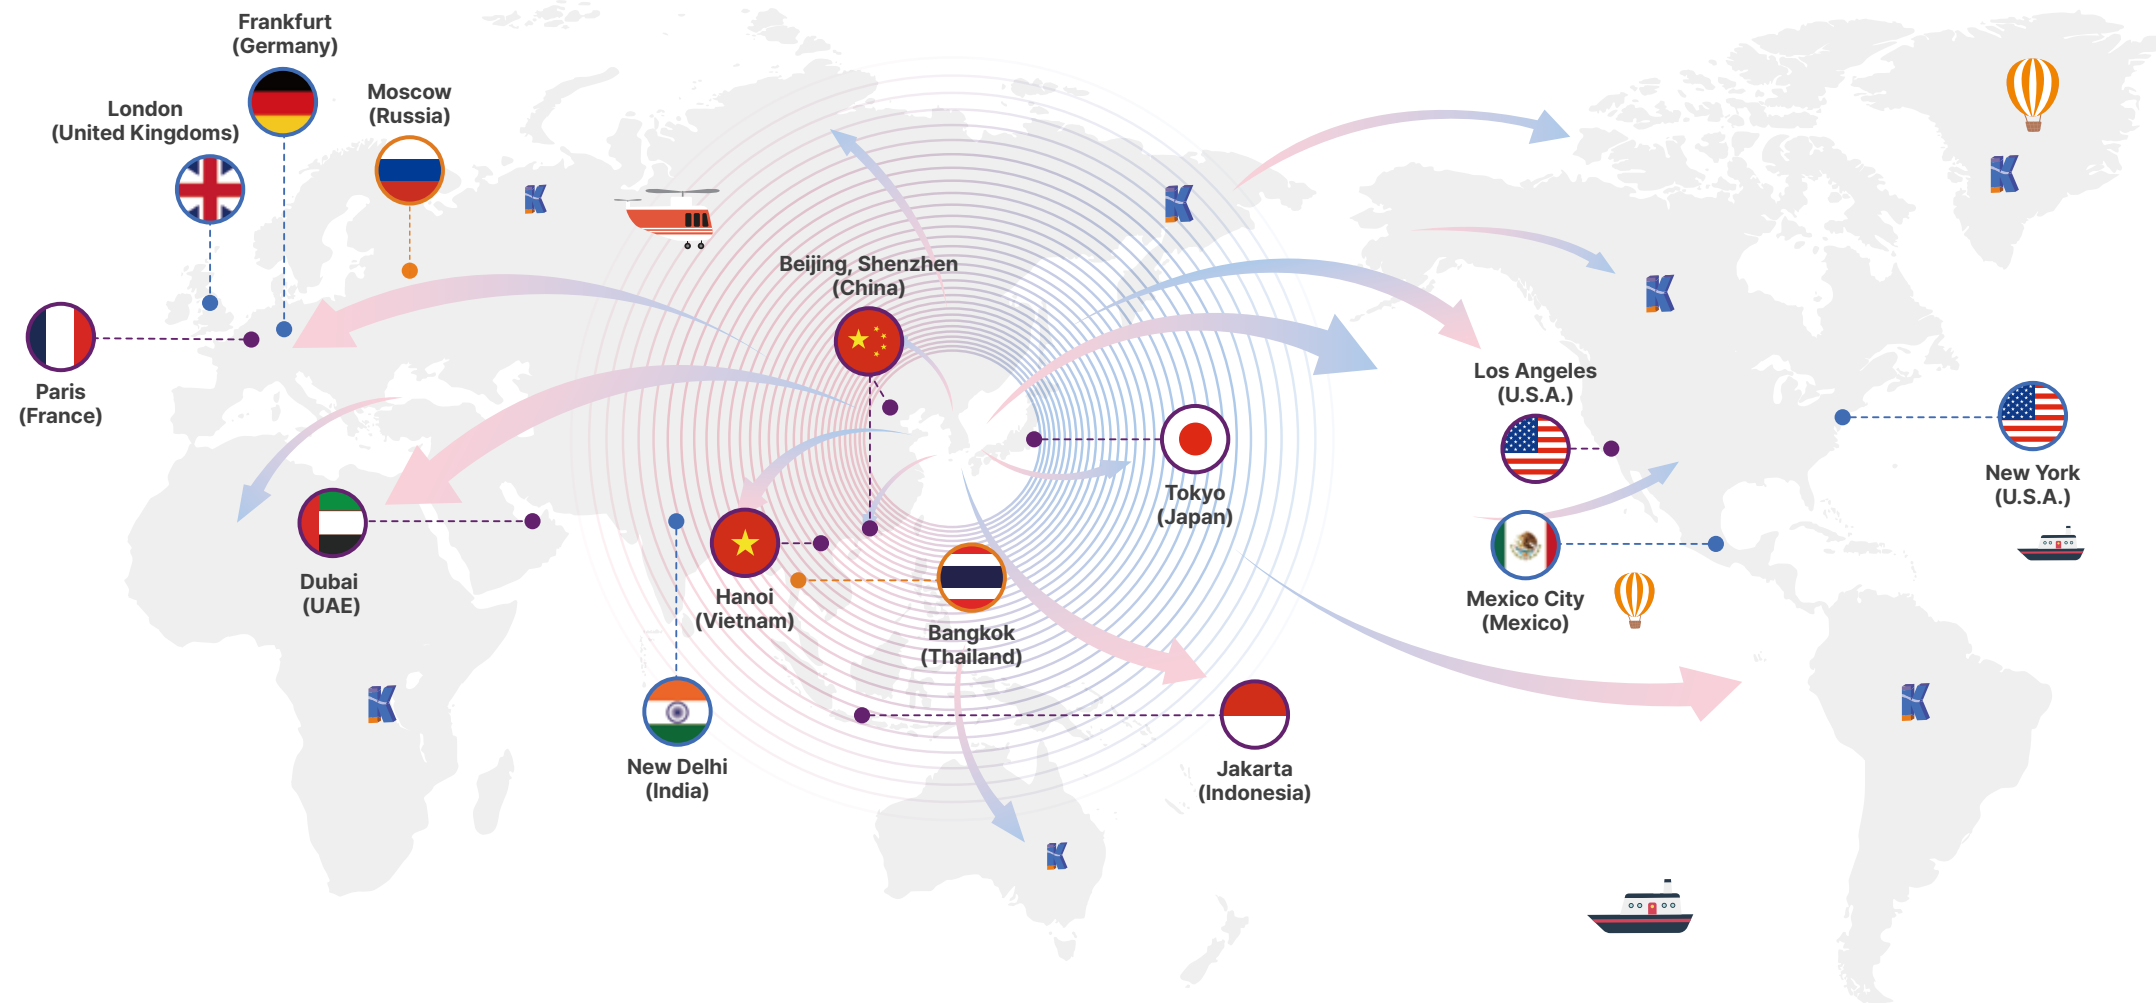 Frankfurt
(Germany)
London
(United Kingdoms)
Moscow
(Russia)
Beijing, Shenzhen
(China)
Paris
(France)
Los Angeles
(U.S.A.)
New York
(U.S.A.)
Tokyo
(Japan)
Dubai
(UAE)
Hanoi
(Vietnam)
Bangkok
(Thailand)
Mexico City
(Mexico)
New Delhi
(India)
Jakarta
(Indonesia)
K
K
K
K
K
K
K